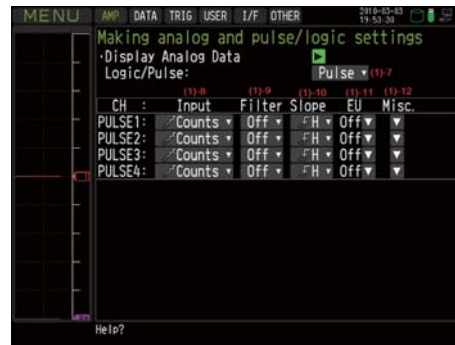 MENU AMP DATA TRIG USER I/F OTHER 2010-03-03
19-53-30
Making analog and pulse/logic settings
·Display Analog Data
Logic/Pulse: Pulse (1)-7
(1)-8 (1)-9 (1)-10 (1)-11 (1)-12
CH : Input Filter Slope EU Misc.
PULSE1: Counts Off H Off
PULSE2: Counts Off H Off
PULSE3: Counts Off H Off
PULSE4: Counts Off H Off
Help?